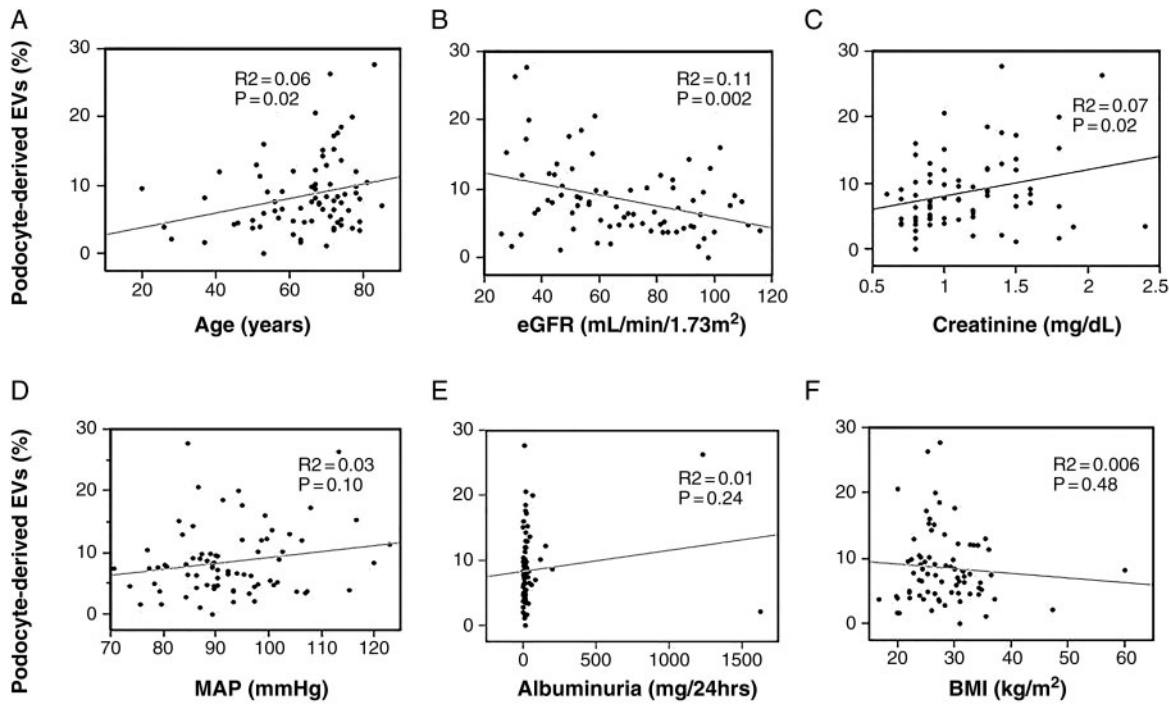 A
Podocyte-derived EVs (%)
30
20
10
0
R2=0.06
P=0.02
20
40
60
80
Age (years)
B
30
20
10
0
R2=0.11
P=0.002
20
40
60
80
100
120
eGFR (mL/min/1.73m²)
C
30
20
10
0
R2=0.07
P=0.02
0.5
1
1.5
2
2.5
Creatinine (mg/dL)
D
Podocyte-derived EVs (%)
30
20
10
0
R2=0.03
P=0.10
70
80
90
100
110
120
MAP (mmHg)
E
30
20
10
0
R2=0.01
P=0.24
0
500
1000
1500
Albuminuria (mg/24hrs)
F
30
20
10
0
R2=0.006
P=0.48
20
30
40
50
60
BMI (kg/m²)